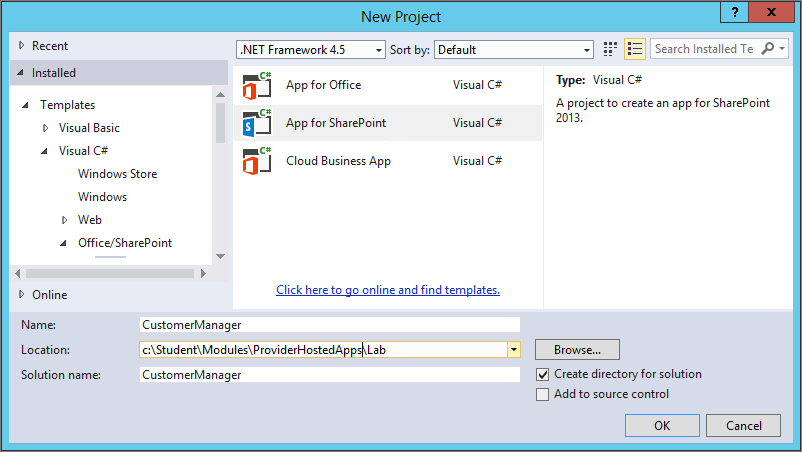 New Project
? X
Recent
Installed
Templates
Visual Basic
Visual C#
Windows Store
Windows
Web
Office/SharePoint
Online
.NET Framework 4.5 Sort by: Default
Search Installed Te
C# App for Office Visual C#
C# S App for SharePoint Visual C#
C# Cloud Business App Visual C#
Click here to go online and find templates.
Type: Visual C#
A project to create an app for SharePoint
2013.
Name: CustomerManager
Location: c:\Student\Modules\ProviderHostedApps\Lab Browse...
Solution name: CustomerManager
Create directory for solution
Add to source control
OK Cancel